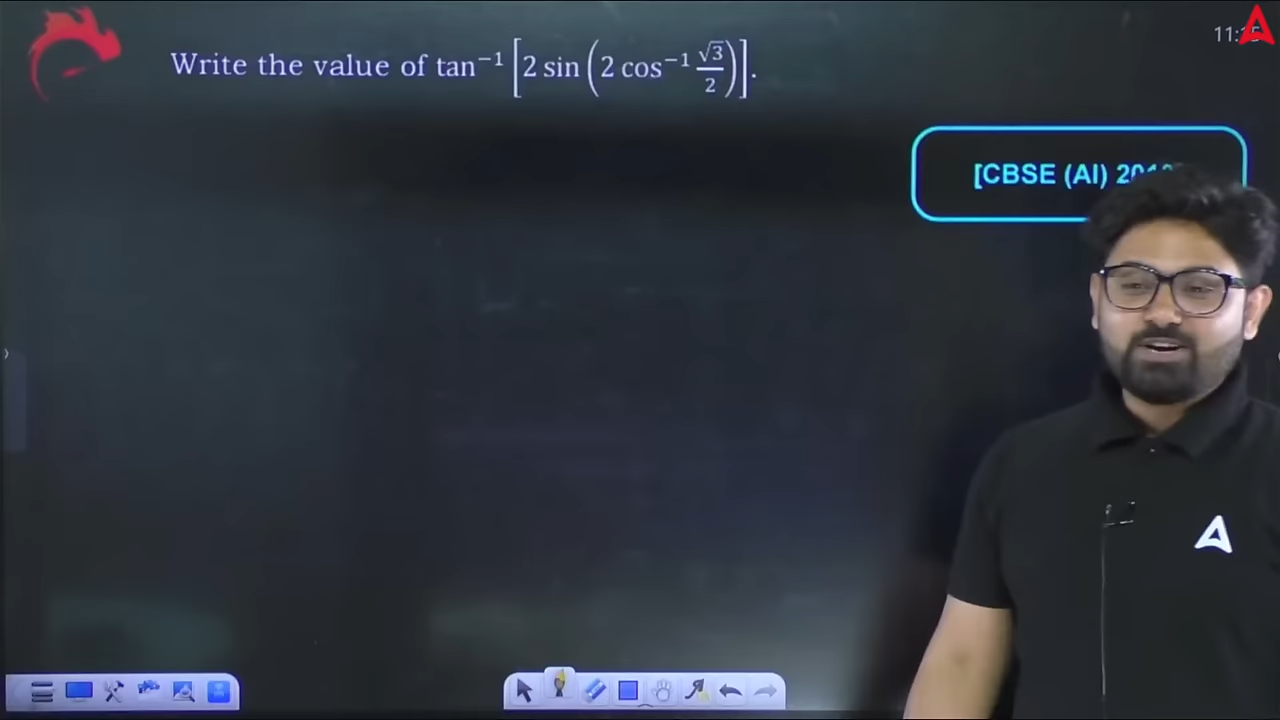 Write the value of tan⁻¹ [2 sin (2 cos⁻¹ √3/2)].
[CBSE (AI)